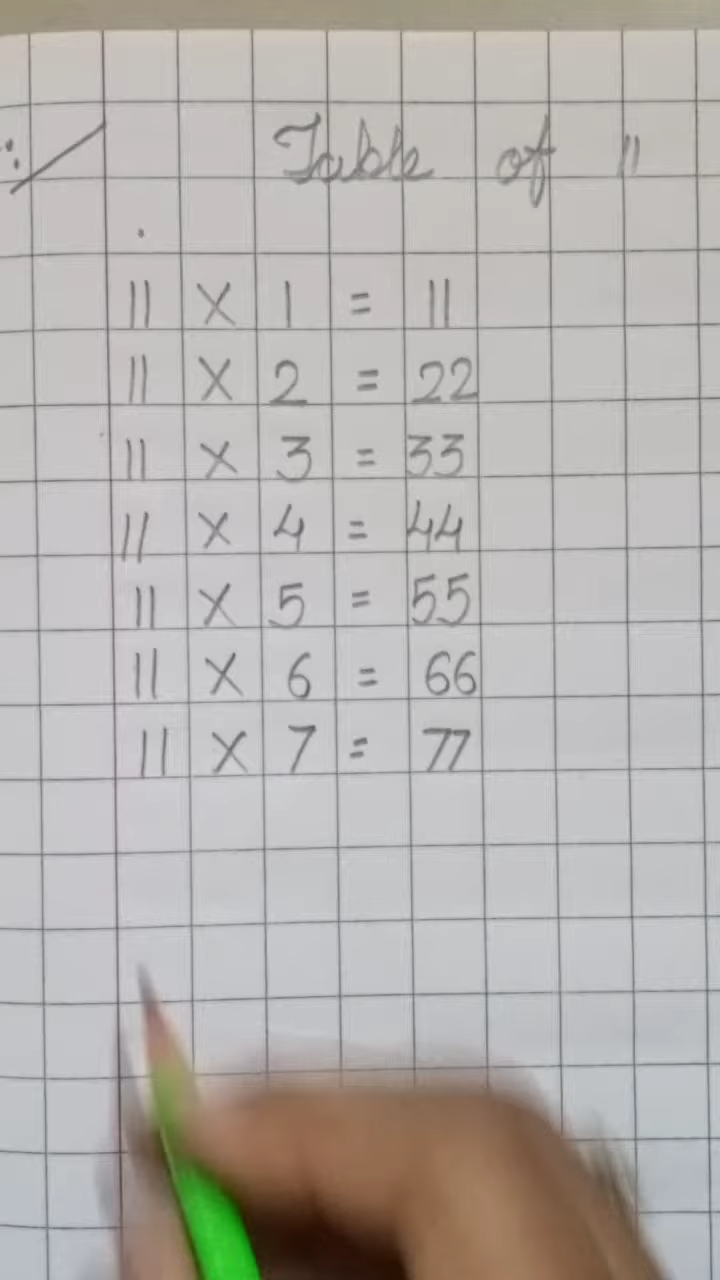 Table of 11
11 X 1 = 11
11 X 2 = 22
11 X 3 = 33
11 X 4 = 44
11 X 5 = 55
11 X 6 = 66
11 X 7 = 77